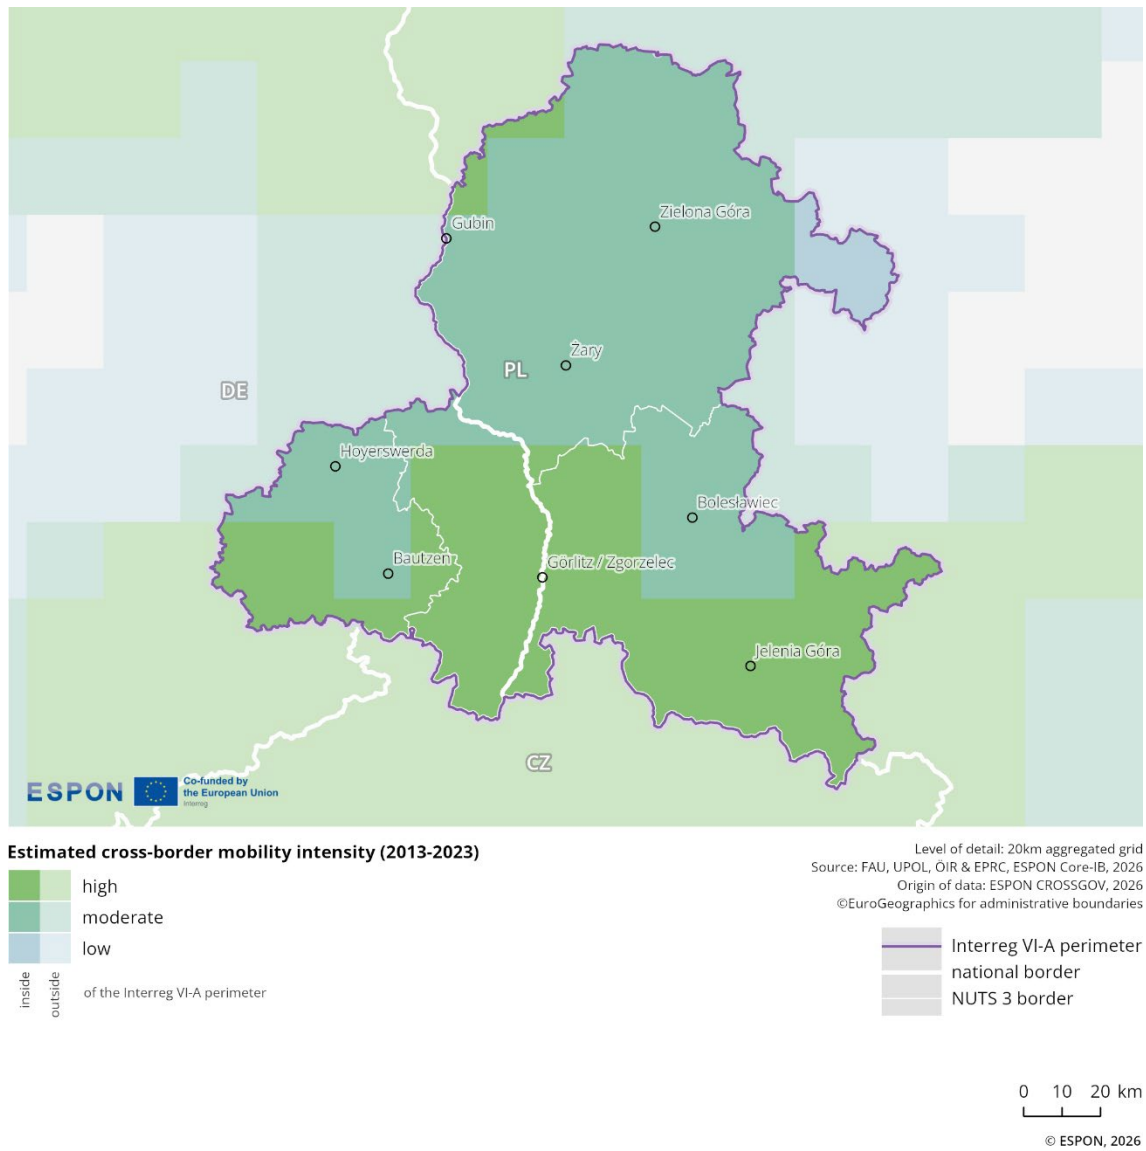 Gubin
Zielona Góra
Żary
PL
DE
Hoyerswerda
Bolesławiec
Bautzen
Görlitz / Zgorzelec
Jelenia Góra
CZ
ESPON
Co-funded by
the European Union
Interreg
Estimated cross-border mobility intensity (2013-2023)
high
moderate
low
inside
outside
of the Interreg VI-A perimeter
Level of detail: 20km aggregated grid
Source: FAU, UPOL, ÖIR & EPRC, ESPON Core-IB, 2026
Origin of data: ESPON CROSSGOV, 2026
©EuroGeographics for administrative boundaries
Interreg VI-A perimeter
national border
NUTS 3 border
0 10 20 km
© ESPON, 2026